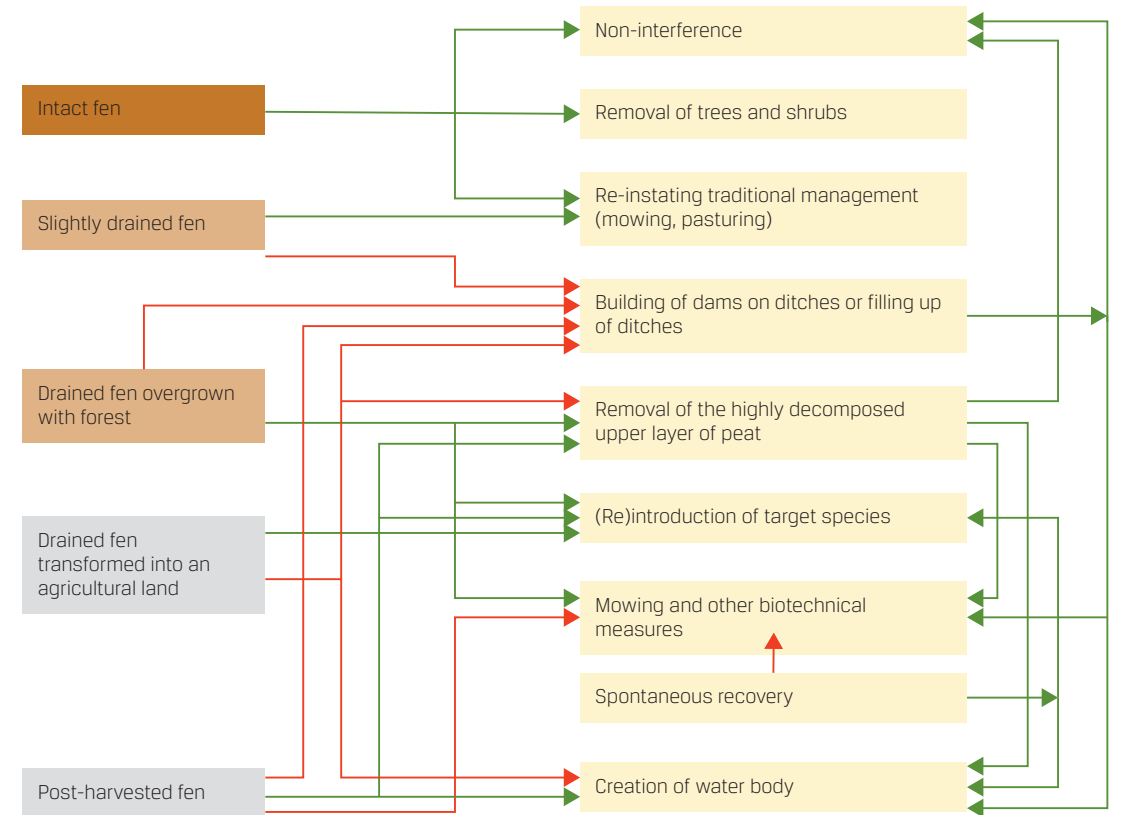 Intact fen
Slightly drained fen
Drained fen overgrown
with forest
Drained fen
transformed into an
agricultural land
Post-harvested fen
Non-interference
Removal of trees and shrubs
Re-instating traditional management
(mowing, pasturing)
Building of dams on ditches or filling up
of ditches
Removal of the highly decomposed
upper layer of peat
(Re)introduction of target species
Mowing and other biotechnical
measures
Spontaneous recovery
Creation of water body